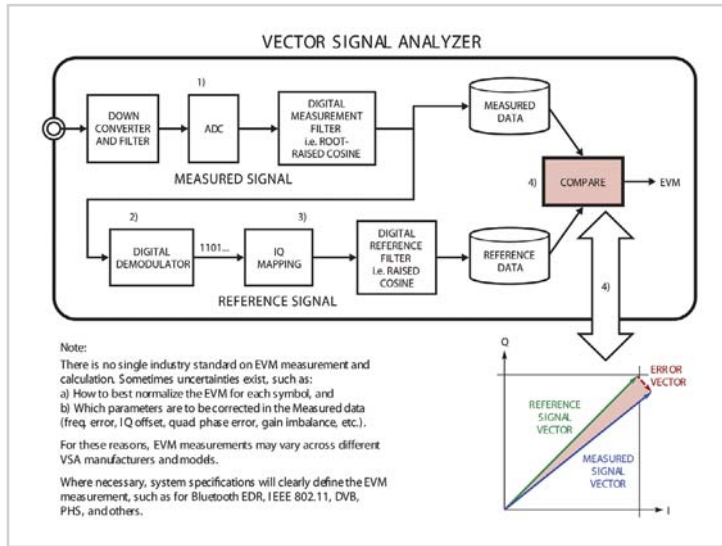 VECTOR SIGNAL ANALYZER
1)
DOWN
CONVERTER
AND FILTER
ADC
DIGITAL
MEASUREMENT
FILTER
i.e. ROOT-
RAISED COSINE
MEASURED
DATA
MEASURED SIGNAL
4)
COMPARE
EVM
2)
DIGITAL
DEMODULATOR
1101...
3)
IQ
MAPPING
DIGITAL
REFERENCE
FILTER
i.e. RAISED
COSINE
REFERENCE
DATA
REFERENCE SIGNAL
4)
Note:
There is no single industry standard on EVM measurement and
calculation. Sometimes uncertainties exist, such as:
a) How to best normalize the EVM for each symbol, and
b) Which parameters are to be corrected in the Measured data
(freq. error, IQ offset, quad phase error, gain imbalance, etc.).
For these reasons, EVM measurements may vary across different
VSA manufacturers and models.
Where necessary, system specifications will clearly define the EVM
measurement, such as for Bluetooth EDR, IEEE 802.11, DVB,
PHS, and others.
Q
ERROR
VECTOR
REFERENCE
SIGNAL
VECTOR
MEASURED
SIGNAL
VECTOR
I